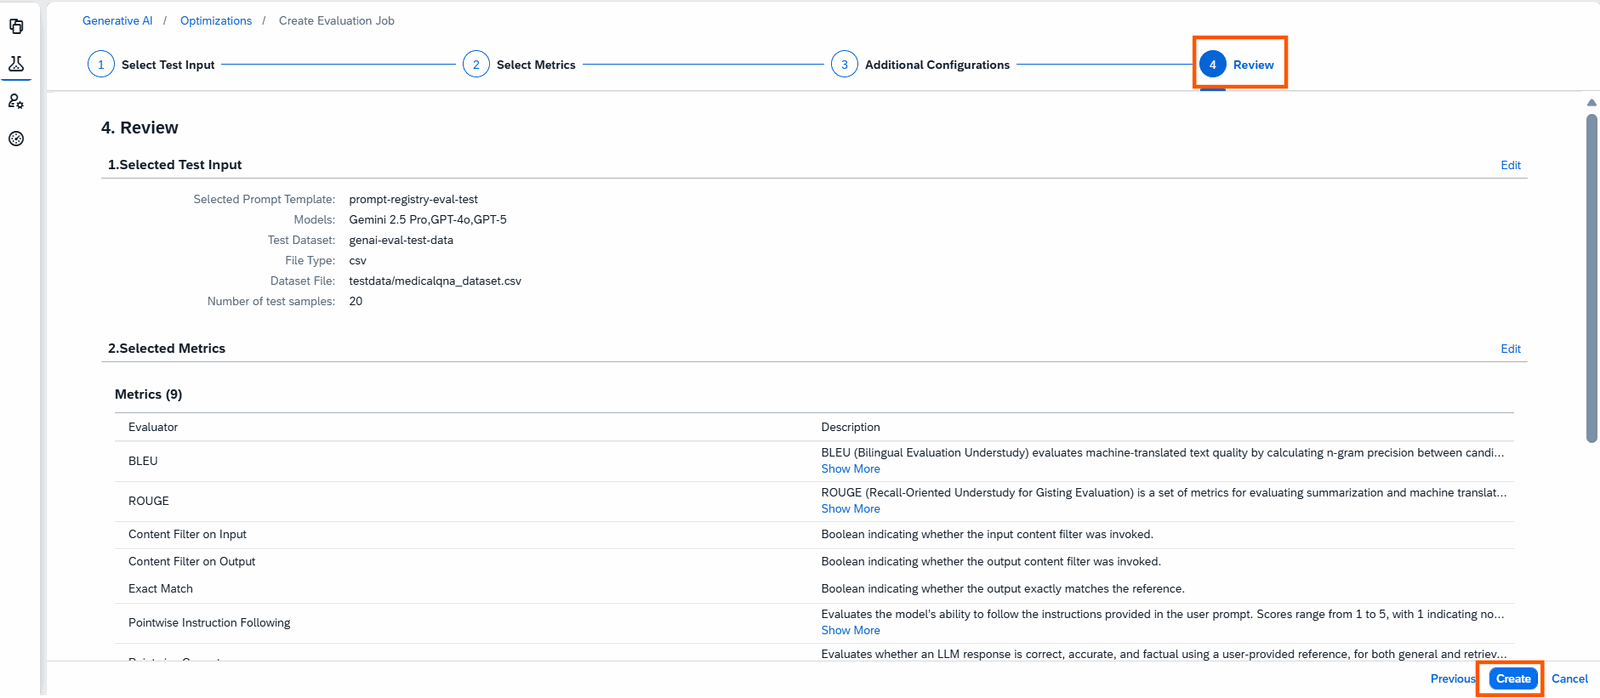 Generative AI / Optimizations / Create Evaluation Job
1 Select Test Input 2 Select Metrics 3 Additional Configurations 4 Review
4. Review
1.Selected Test Input Edit
Selected Prompt Template: prompt-registry-eval-test
Models: Gemini 2.5 Pro,GPT-4o,GPT-5
Test Dataset: genai-eval-test-data
File Type: csv
Dataset File: testdata/medicalqna_dataset.csv
Number of test samples: 20
2.Selected Metrics Edit
Metrics (9)
Evaluator Description
BLEU BLEU (Bilingual Evaluation Understudy) evaluates machine-translated text quality by calculating n-gram precision between candi...
Show More
ROUGE ROUGE (Recall-Oriented Understudy for Gisting Evaluation) is a set of metrics for evaluating summarization and machine translat...
Show More
Content Filter on Input Boolean indicating whether the input content filter was invoked.
Content Filter on Output Boolean indicating whether the output content filter was invoked.
Exact Match Boolean indicating whether the output exactly matches the reference.
Pointwise Instruction Following Evaluates the model's ability to follow the instructions provided in the user prompt. Scores range from 1 to 5, with 1 indicating no...
Show More
Evaluates whether an LLM response is correct, accurate, and factual using a user-provided reference, for both general and retriev...
Previous Create Cancel